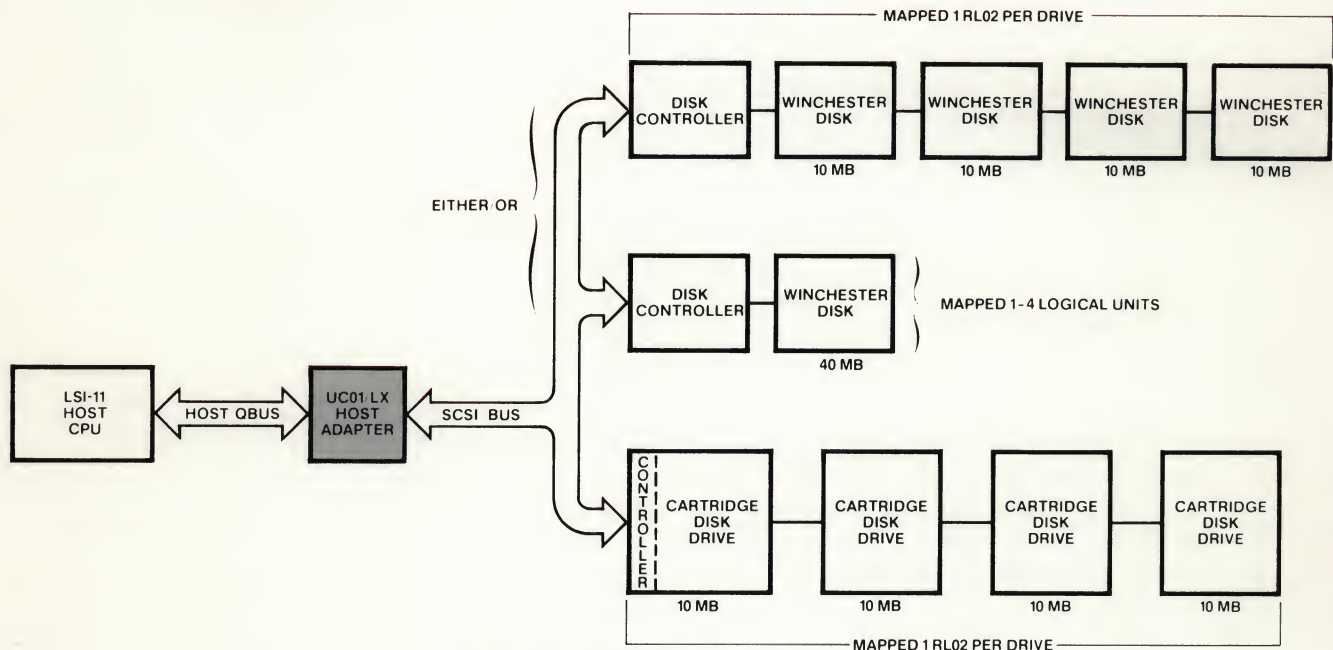 MAPPED 1 RL02 PER DRIVE
DISK
CONTROLLER
WINCHESTER
DISK
10 MB
WINCHESTER
DISK
10 MB
WINCHESTER
DISK
10 MB
WINCHESTER
DISK
10 MB
EITHER/OR
DISK
CONTROLLER
WINCHESTER
DISK
40 MB
MAPPED 1-4 LOGICAL UNITS
LSI-11
HOST
CPU
HOST QBUS
UC01/LX
HOST
ADAPTER
SCSI BUS
CONTROLLER
CARTRIDGE
DISK
DRIVE
10 MB
CARTRIDGE
DISK
DRIVE
10 MB
CARTRIDGE
DISK
DRIVE
10 MB
CARTRIDGE
DISK
DRIVE
10 MB
MAPPED 1 RL02 PER DRIVE